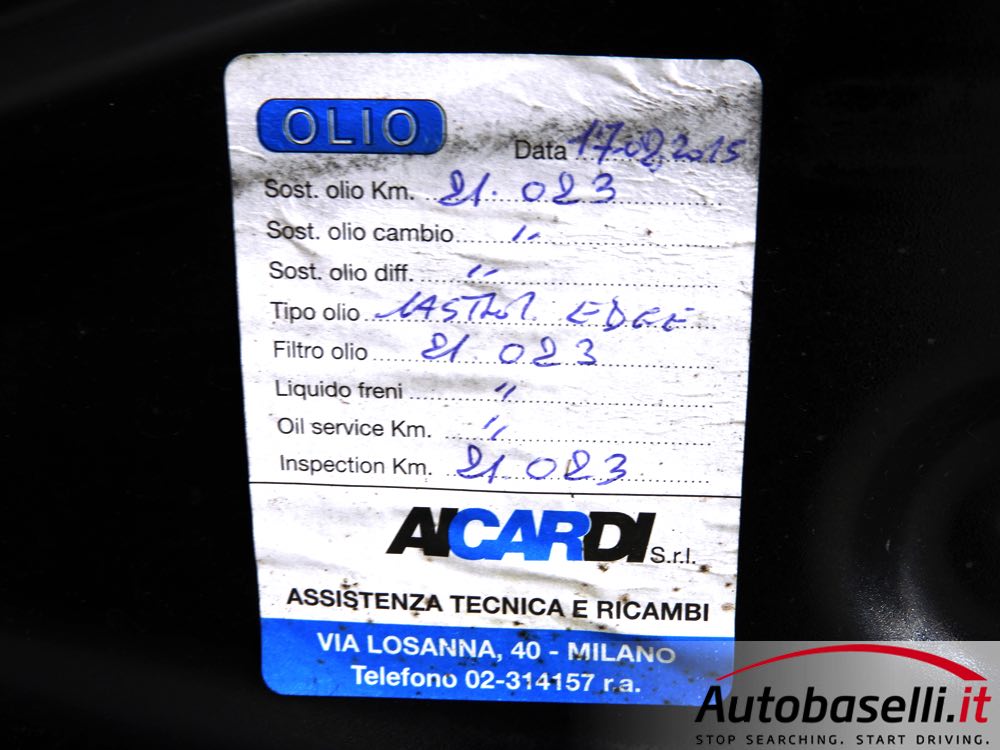 OLIO
Data 17.02.2015
Sost. olio Km. 21.023
Sost. olio cambio "
Sost. olio diff. "
Tipo olio CASTROL EDGE
Filtro olio 21.023
Liquido freni "
Oil service Km. "
Inspection Km. 21.023
AICARDI S.r.l.
ASSISTENZA TECNICA E RICAMBI
VIA LOSANNA, 40 - MILANO
Telefono 02-314157 r.a.
Autobaselli.it
STOP SEARCHING. START DRIVING.